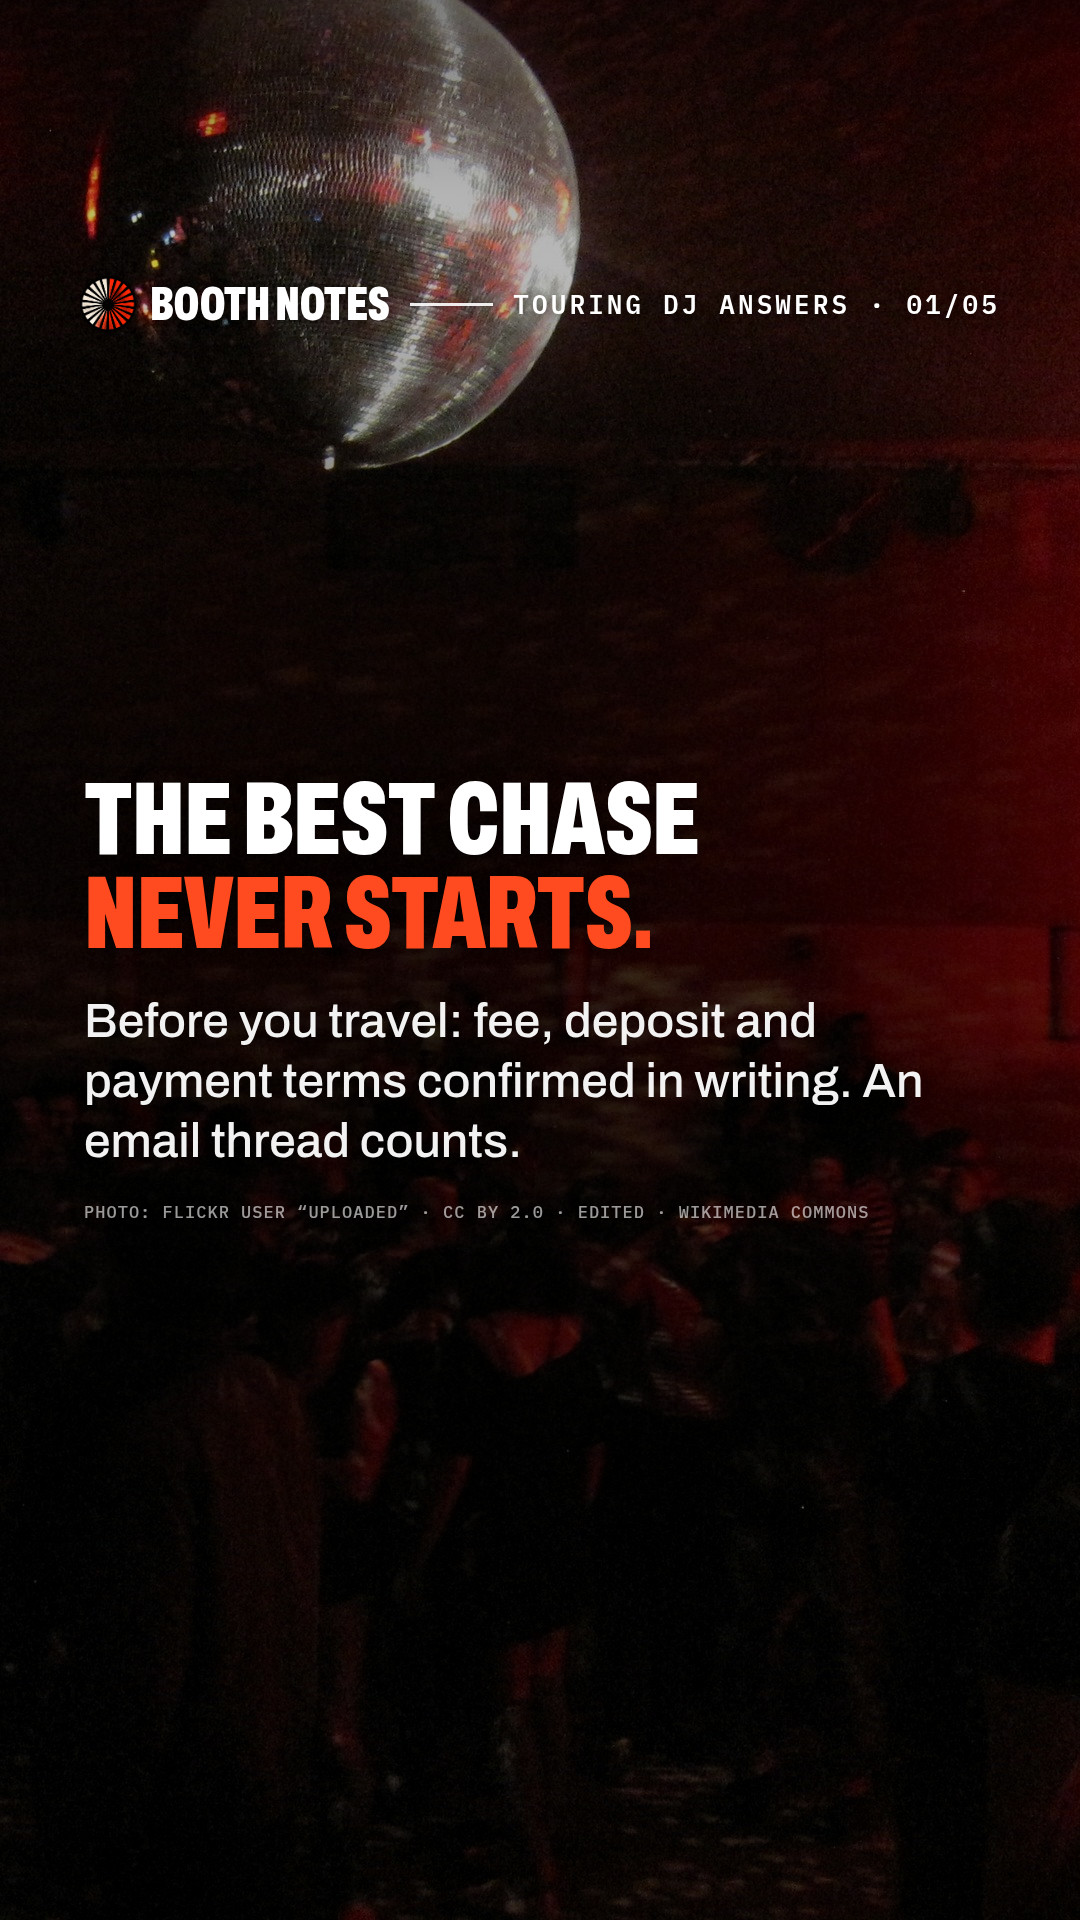 BOOTH NOTES — TOURING DJ ANSWERS · 01/05
THE BEST CHASE
NEVER STARTS.
Before you travel: fee, deposit and
payment terms confirmed in writing. An
email thread counts.
PHOTO: FLICKR USER “UPLOADED” · CC BY 2.0 · EDITED · WIKIMEDIA COMMONS